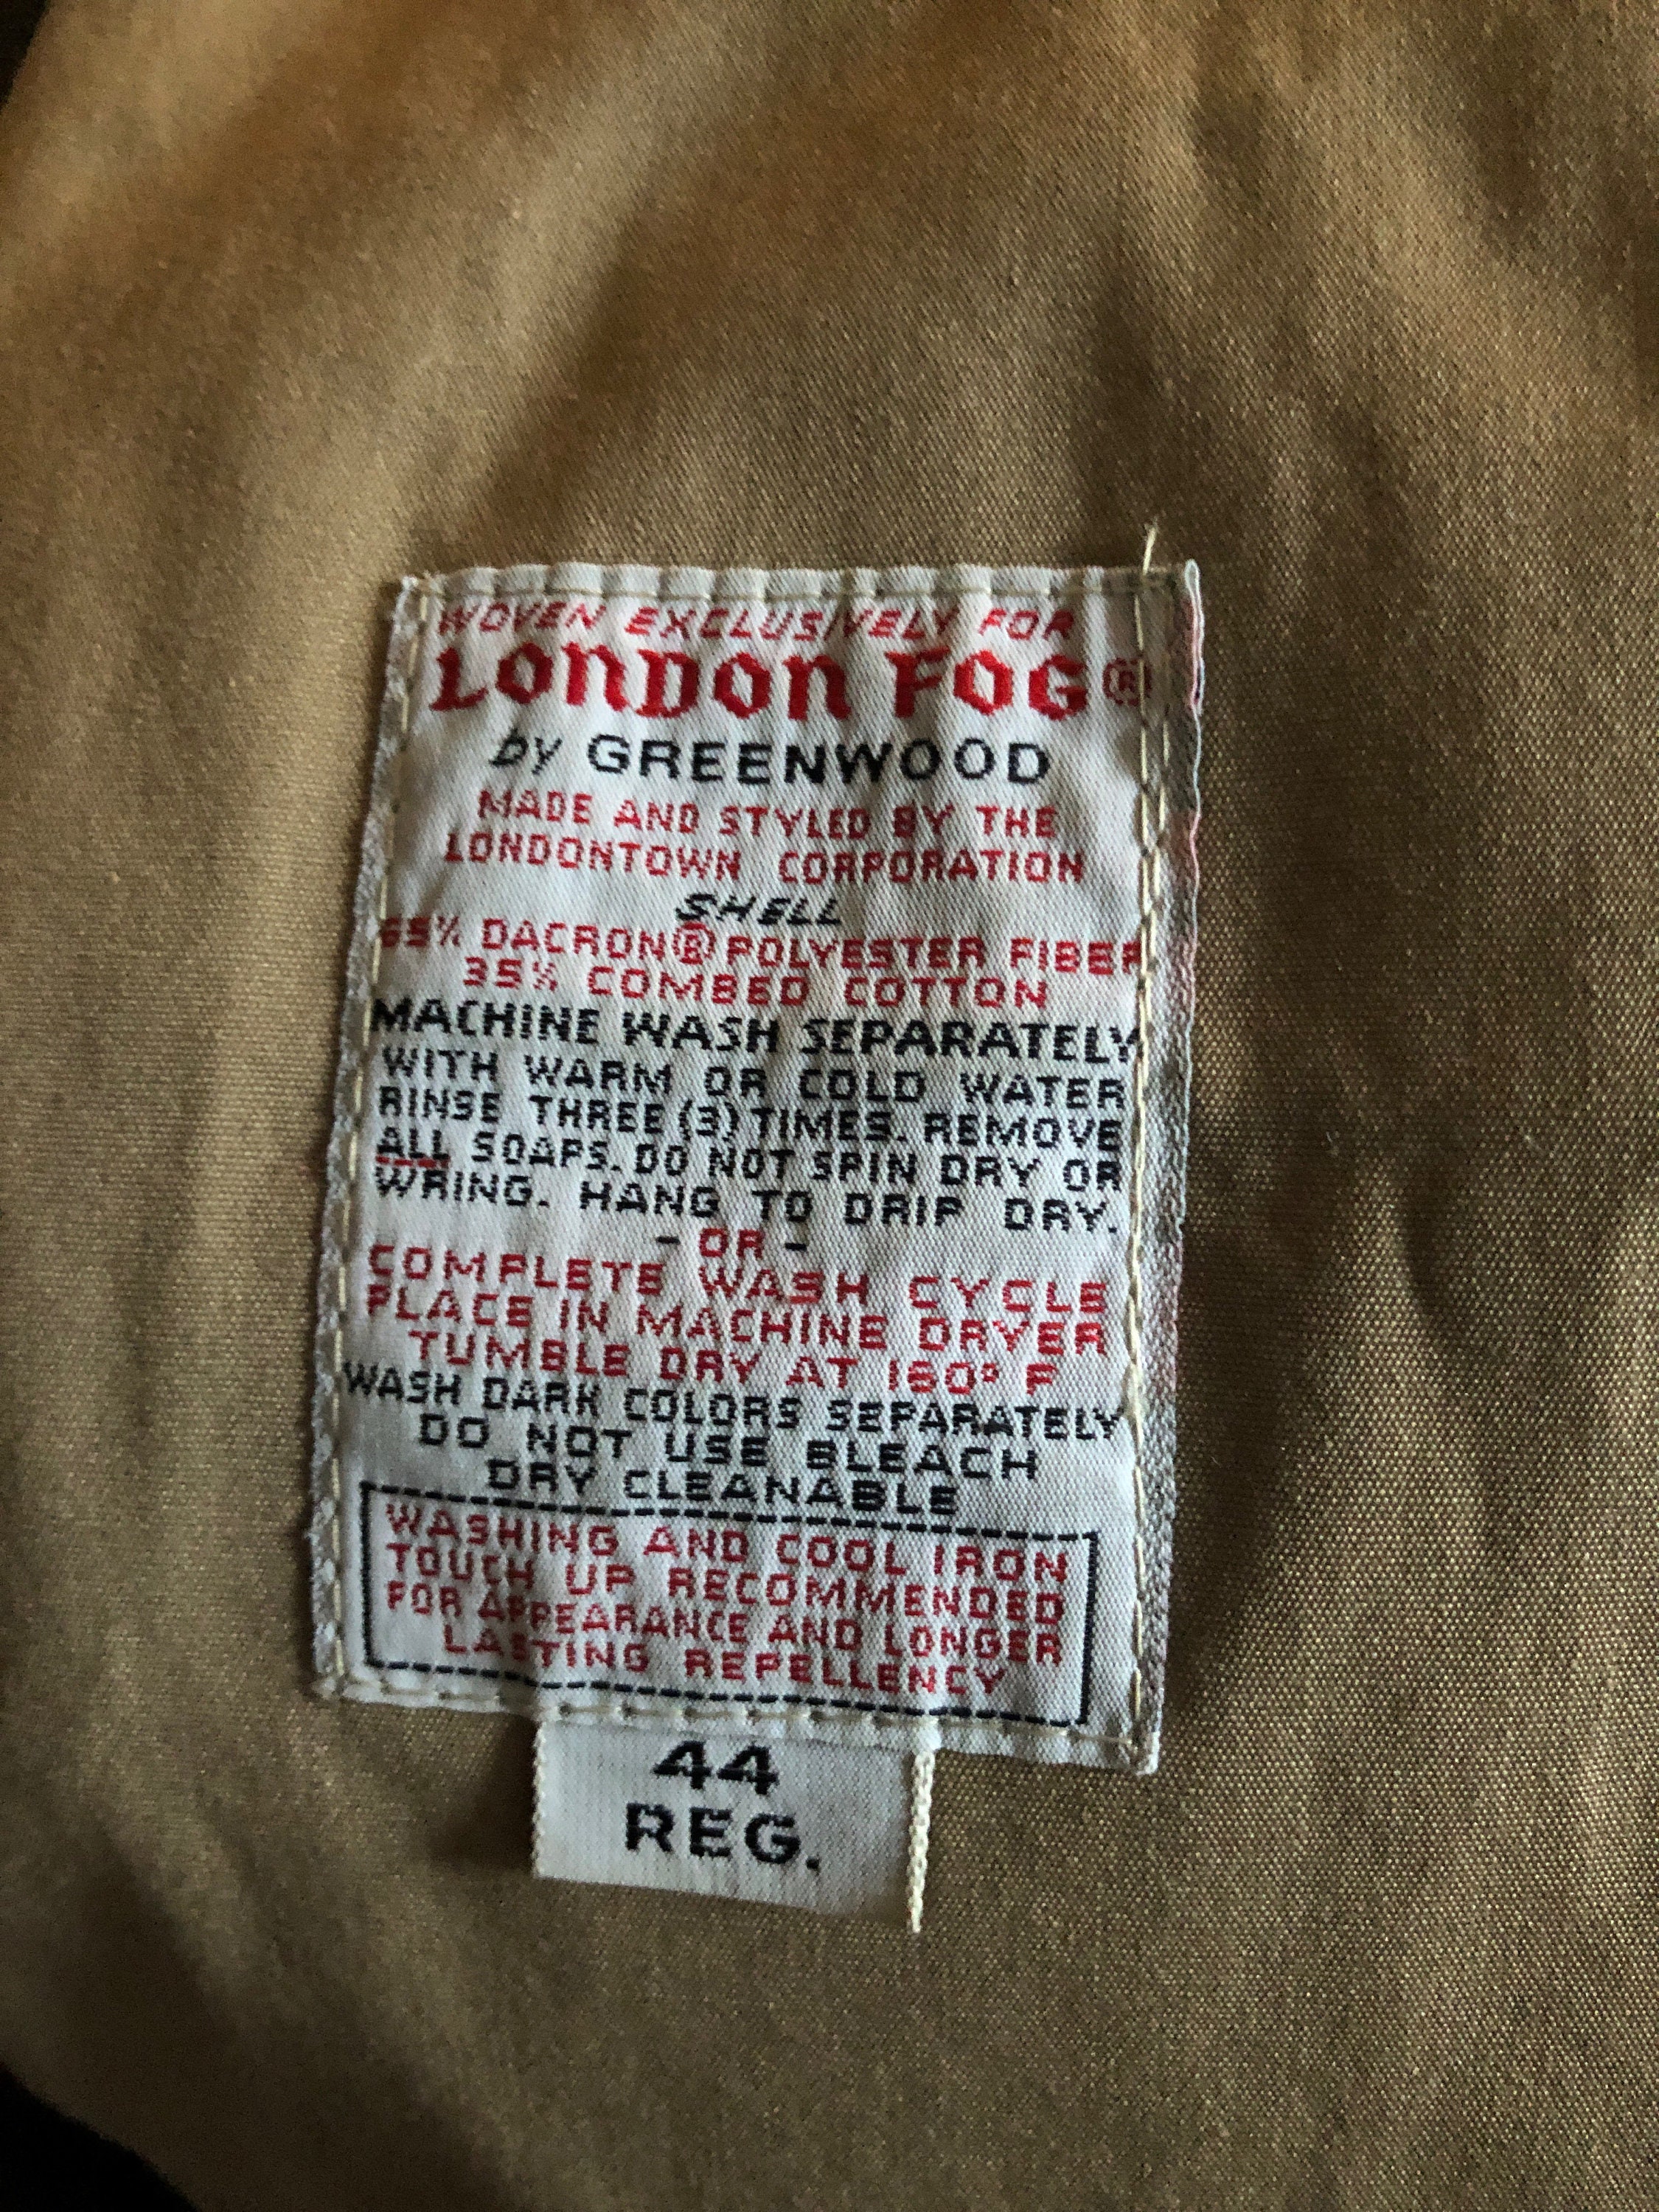 WOVEN EXCLUSIVELY FOR
LONDON FOG®
by GREENWOOD
MADE AND STYLED BY THE
LONDONTOWN CORPORATION
SHELL
65% DACRON® POLYESTER FIBER
35% COMBED COTTON
MACHINE WASH SEPARATELY
WITH WARM OR COLD WATER
RINSE THREE (3) TIMES. REMOVE
ALL SOAPS. DO NOT SPIN DRY OR
WRING. HANG TO DRIP DRY.
- OR -
COMPLETE WASH CYCLE
PLACE IN MACHINE DRYER
TUMBLE DRY AT 160° F
WASH DARK COLORS SEPARATELY
DO NOT USE BLEACH
DRY CLEANABLE
WASHING AND COOL IRON
TOUCH UP RECOMMENDED
FOR APPEARANCE AND LONGER
LASTING REPELLENCY
44
REG.